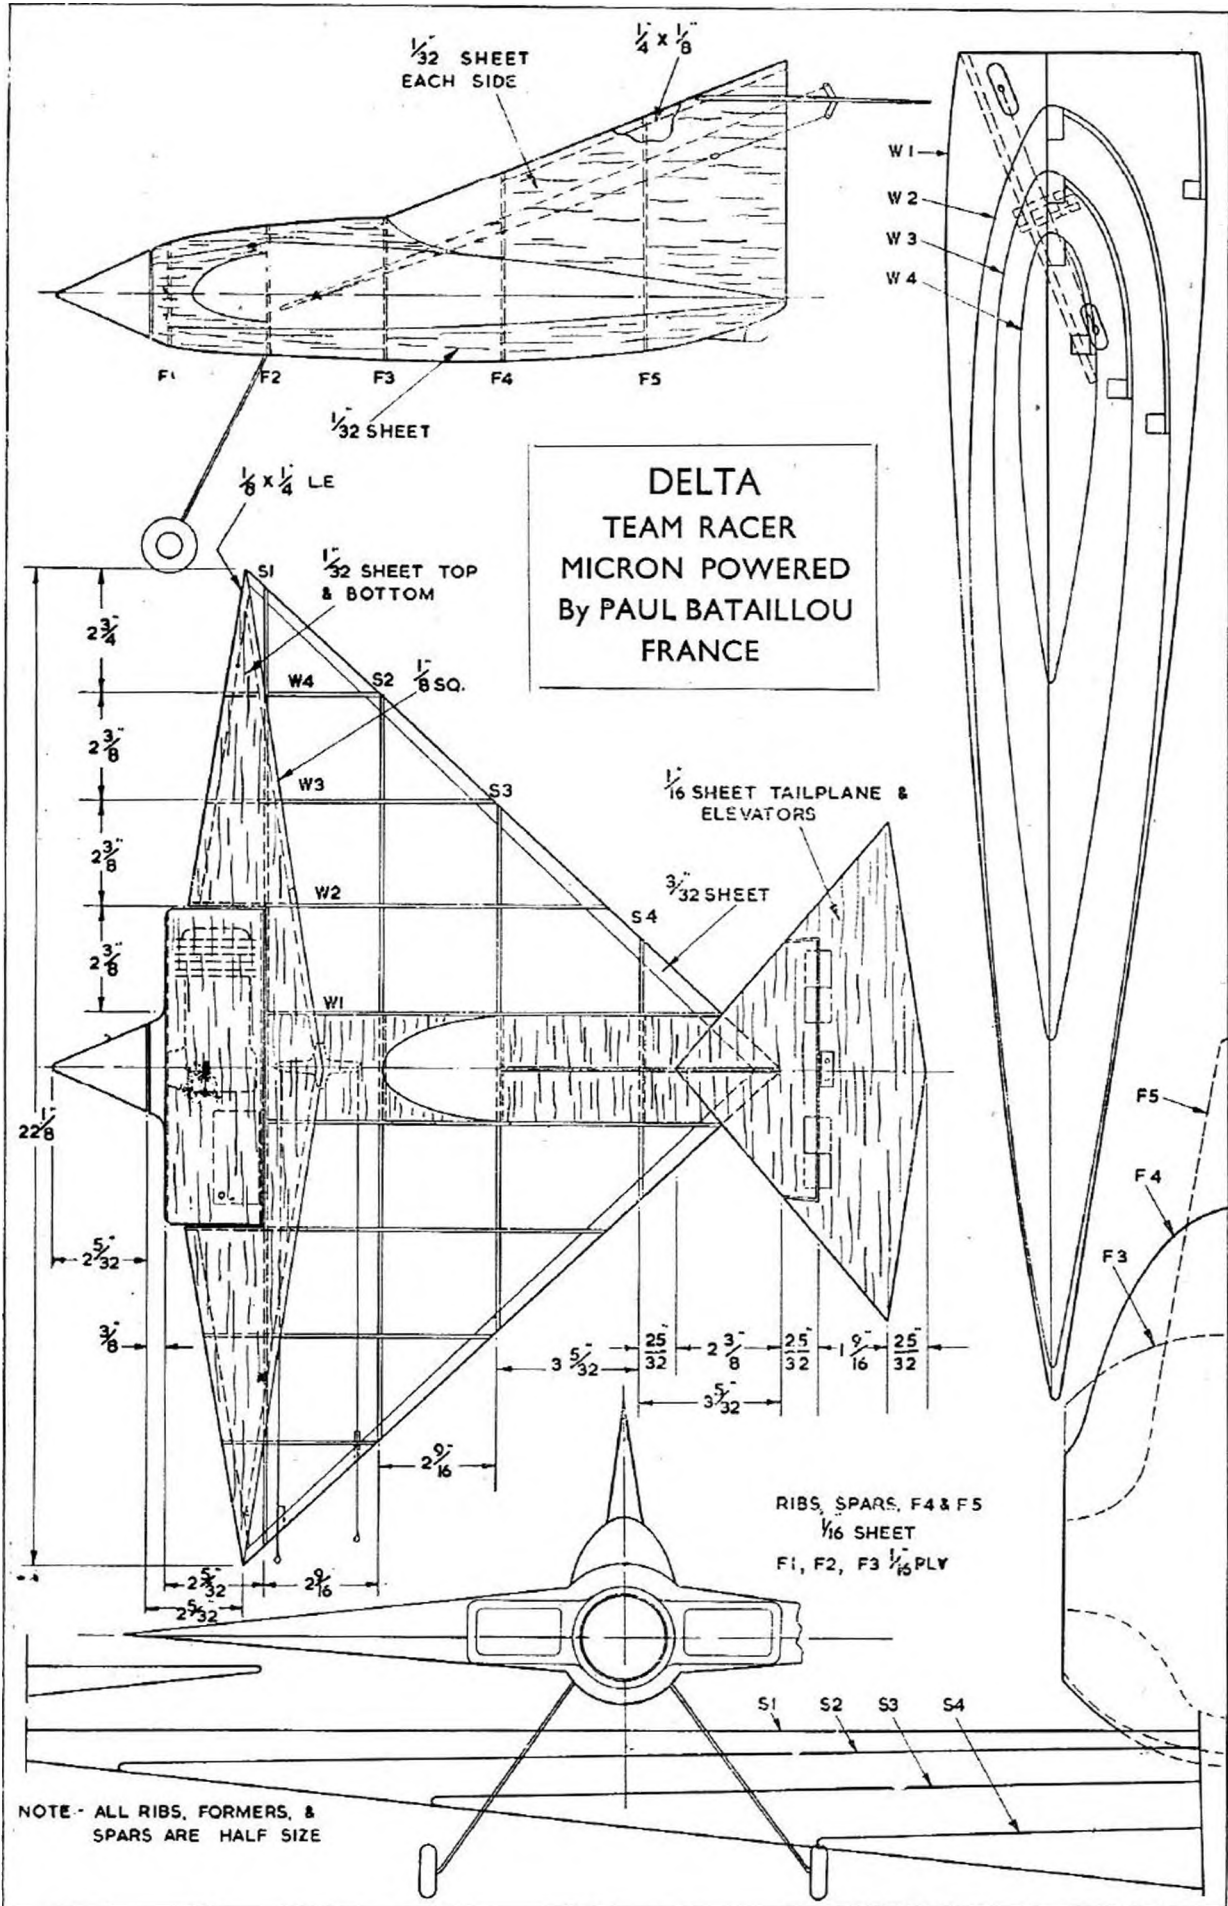 1/32" SHEET
EACH SIDE
1/4" X 1/8"
W1
W2
W3
W4
F1
F2
F3
F4
F5
1/32" SHEET
DELTA
TEAM RACER
MICRON POWERED
By PAUL BATAILLOU
FRANCE
1/8 X 1/4" L.E
S1
1/32" SHEET TOP
& BOTTOM
2 3/4"
W4
S2
1/8" SQ.
2 3/8"
W3
S3
1/16" SHEET TAILPLANE &
ELEVATORS
2 3/8"
W2
3/32" SHEET
S4
2 3/8"
W1
22 1/8"
F5
F4
F3
2 5/32"
3/8"
3 5/32"
25/32"
2 3/8"
25/32"
1 9/16"
25/32"
3 5/32"
2 9/16"
RIBS, SPARS, F4 & F5
1/16 SHEET
F1, F2, F3 1/16" PLY
2 5/32"
2 9/16"
2 5/32"
S1
S2
S3
S4
NOTE - ALL RIBS, FORMERS, &
SPARS ARE HALF SIZE